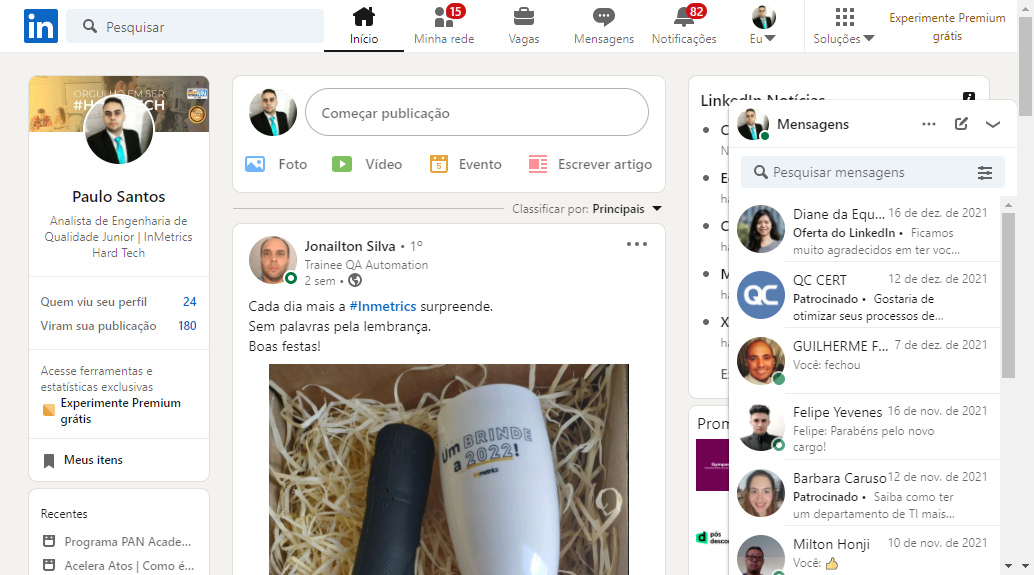 in
Pesquisar
Início
15
Minha rede
Vagas
Mensagens
82
Notificações
Eu
Soluções
Experimente Premium
grátis
ORGULHO EM SER
Paulo Santos
Analista de Engenharia de
Qualidade Junior | InMetrics
Hard Tech
Quem viu seu perfil 24
Viram sua publicação 180
Acesse ferramentas e
estatísticas exclusivas
Experimente Premium
grátis
Meus itens
Recentes
Programa PAN Acade...
Acelera Atos | Como é...
Começar publicação
Foto
Vídeo
5
Evento
Escrever artigo
Classificar por: Principais
Jonailton Silva • 1º
Trainee QA Automation
2 sem •
Cada dia mais a #Inmetrics surpreende.
Sem palavras pela lembrança.
Boas festas!
Um BRINDE
a 2022!
inmetrics
LinkedIn Notícias
Prom
pós
Mensagens
Pesquisar mensagens
Diane da Equ... 16 de dez. de 2021
Oferta do LinkedIn • Ficamos
muito agradecidos em ter voc...
QC
QC CERT 12 de dez. de 2021
Patrocinado • Gostaria de
otimizar seus processos de...
GUILHERME F... 7 de dez. de 2021
Você: fechou
Felipe Yevenes 16 de nov. de 2021
Felipe: Parabéns pelo novo
cargo!
Barbara Caruso 12 de nov. de 2021
Patrocinado • Saiba como ter
um departamento de TI mais...
Milton Honji 10 de nov. de 2021
Você: 👍